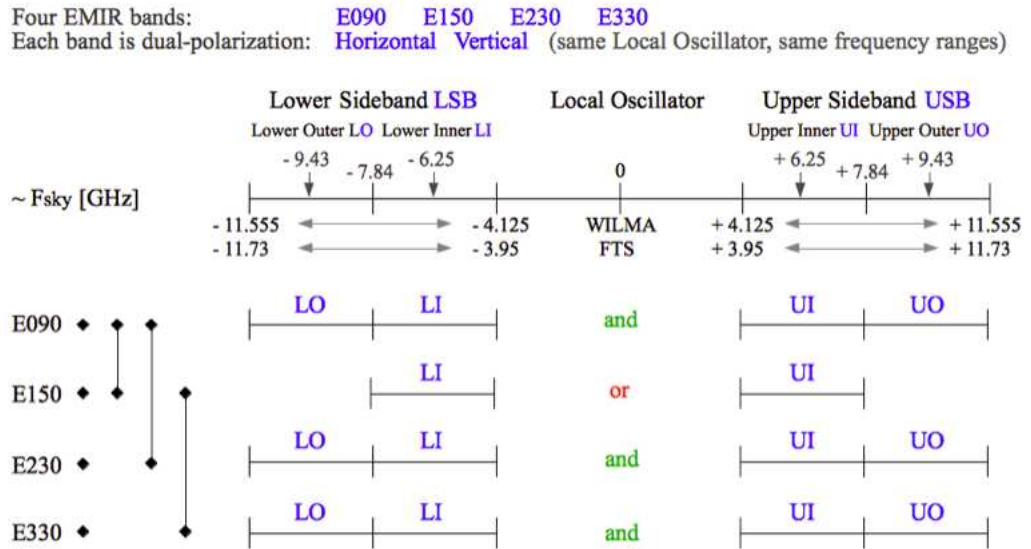 Four EMIR bands: E090 E150 E230 E330
Each band is dual-polarization: Horizontal Vertical (same Local Oscillator, same frequency ranges)
Lower Sideband LSB Local Oscillator Upper Sideband USB
Lower Outer LO Lower Inner LI Upper Inner UI Upper Outer UO
- 9.43 - 6.25 + 6.25 + 9.43
- 7.84 0 + 7.84
~ Fsky [GHz]
- 11.555 - 4.125 WILMA + 4.125 + 11.555
- 11.73 - 3.95 FTS + 3.95 + 11.73
E090 LO LI and UI UO
E150 LI or UI
E230 LO LI and UI UO
E330 LO LI and UI UO